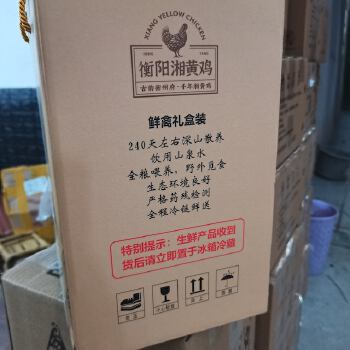 XIANG YELLOW CHICKEN
衡阳湘黄鸡
古韵衡州府·千年湘黄鸡
鲜禽礼盒装
240天左右深山散养
饮用山泉水
全粮喂养，野外觅食
生态环境良好
严格药残检测
全程冷链鲜送
特别提示：生鲜产品收到
货后请立即置于冰箱冷藏